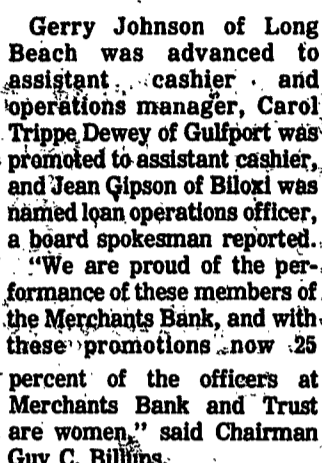 Gerry Johnson of Long
Beach was advanced to
assistant cashier and
operations manager, Carol
Trippe Dewey of Gulfport was
promoted to assistant cashier,
and Jean Gipson of Biloxi was
named loan operations officer,
a board spokesman reported.
"We are proud of the per-
formance of these members of
the Merchants Bank, and with
these promotions now 25
percent of the officers at
Merchants Bank and Trust
are women," said Chairman
Guy C. Billups.